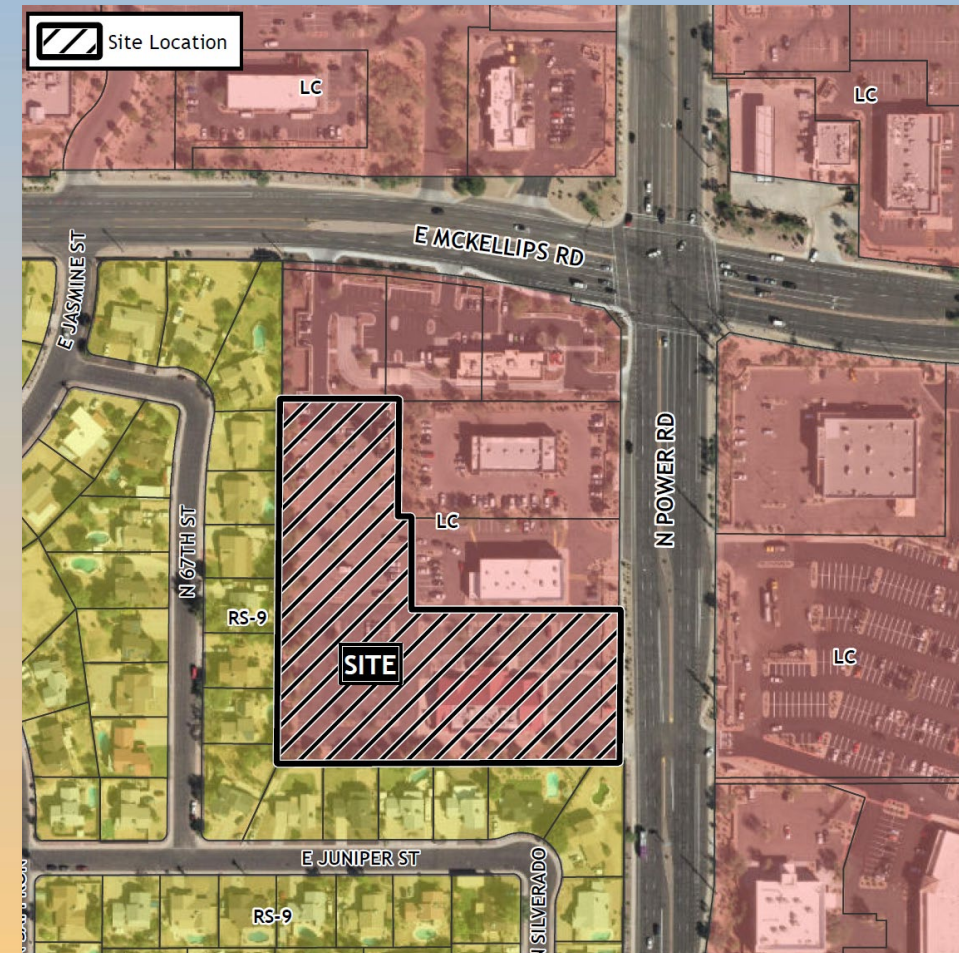 Site Location
LC
LC
E MCKELLIPS RD
E JASMINE ST
N POWER RD
N 67TH ST
LC
RS-9
SITE
LC
E JUNIPER ST
N SILVERADO
RS-9